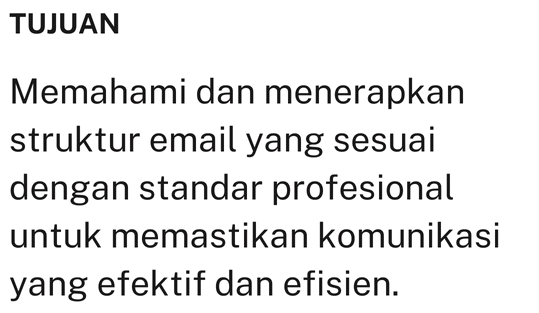 TUJUAN
Memahami dan menerapkan
struktur email yang sesuai
dengan standar profesional
untuk memastikan komunikasi
yang efektif dan efisien.